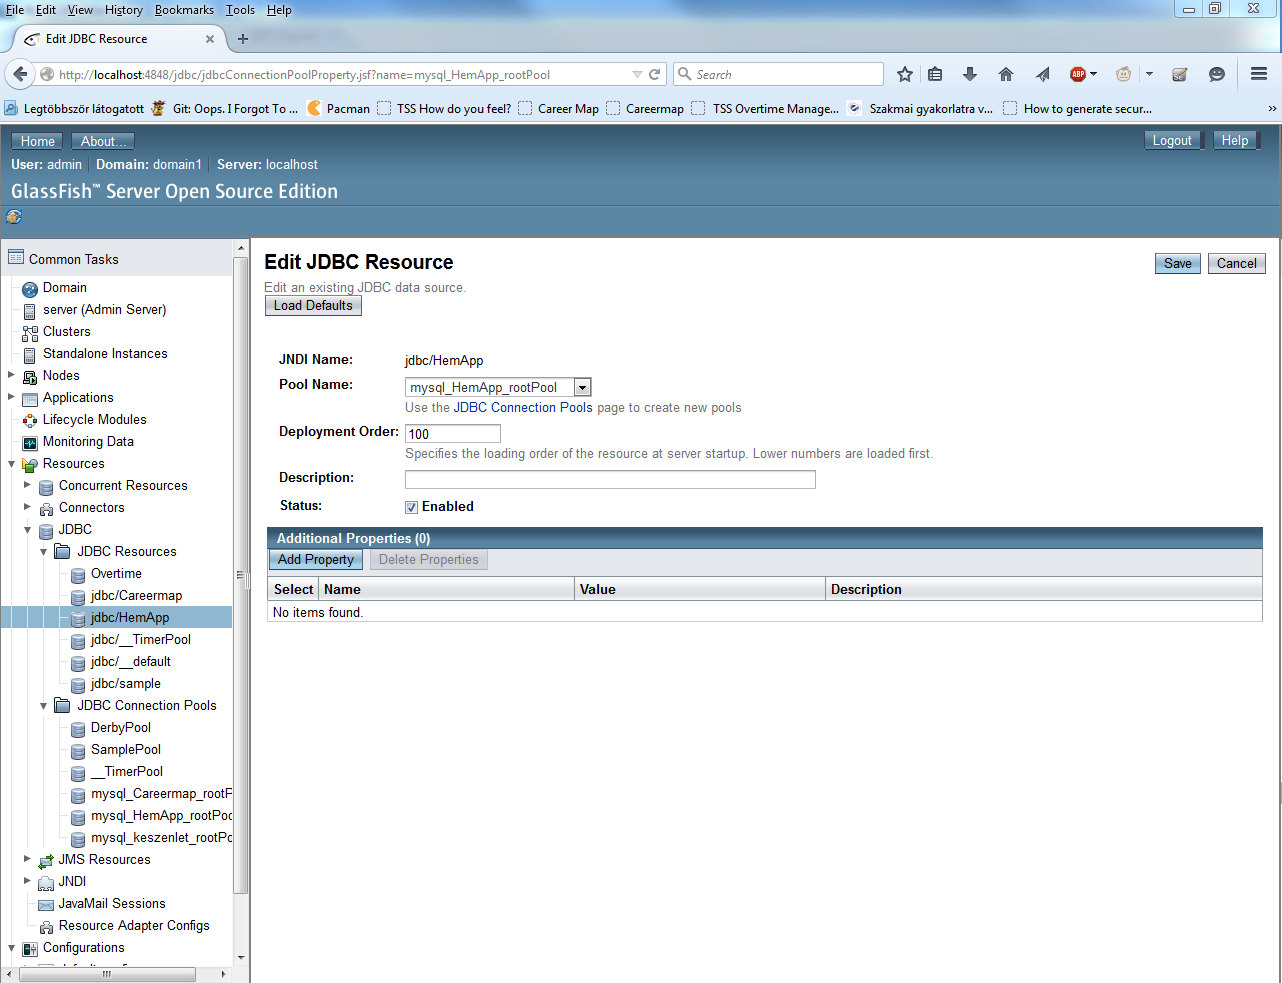 File Edit View History Bookmarks Tools Help
Edit JDBC Resource
http://localhost:4848/jdbc/jdbcConnectionPoolProperty.jsf?name=mysql_HemApp_rootPool
Search
ABP
Legtöbbször látogatott Git: Oops. I Forgot To ... Pacman TSS How do you feel? Career Map Careermap TSS Overtime Manage... Szakmai gyakorlatra v... How to generate secur... »
Home About... Logout Help
User: admin Domain: domain1 Server: localhost
GlassFish™ Server Open Source Edition
Common Tasks
Domain
server (Admin Server)
Clusters
Standalone Instances
Nodes
Applications
Lifecycle Modules
Monitoring Data
Resources
Concurrent Resources
Connectors
JDBC
JDBC Resources
Overtime
jdbc/Careermap
jdbc/HemApp
jdbc/__TimerPool
jdbc/__default
jdbc/sample
JDBC Connection Pools
DerbyPool
SamplePool
__TimerPool
mysql_Careermap_rootP
mysql_HemApp_rootPoo
mysql_keszenlet_rootPo
JMS Resources
JNDI
JavaMail Sessions
Resource Adapter Configs
Configurations
Edit JDBC Resource
Save Cancel
Edit an existing JDBC data source.
Load Defaults
JNDI Name: jdbc/HemApp
Pool Name: mysql_HemApp_rootPool
Use the JDBC Connection Pools page to create new pools
Deployment Order: 100
Specifies the loading order of the resource at server startup. Lower numbers are loaded first.
Description:
Status: Enabled
Additional Properties (0)
Add Property Delete Properties
Select Name Value Description
No items found.